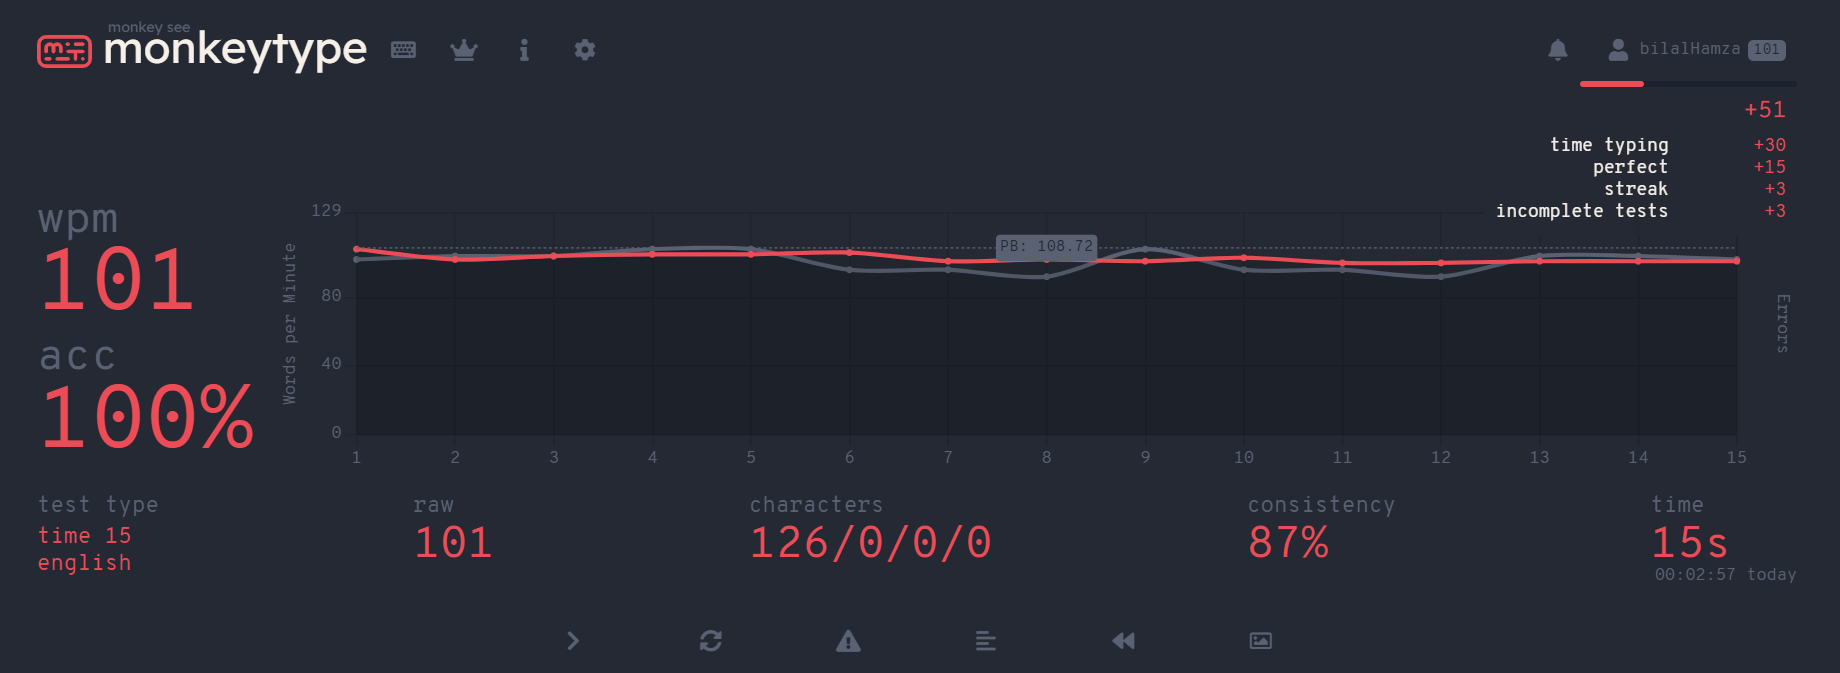 monkey see
monkeytype
bilalHamza 101
+51
time typing +30
perfect +15
streak +3
incomplete tests +3
wpm
101
acc
100%
Words per Minute
129
80
40
0
PB: 108.72
Errors
1 2 3 4 5 6 7 8 9 10 11 12 13 14 15
test type
time 15
english
raw
101
characters
126/0/0/0
consistency
87%
time
15s
00:02:57 today